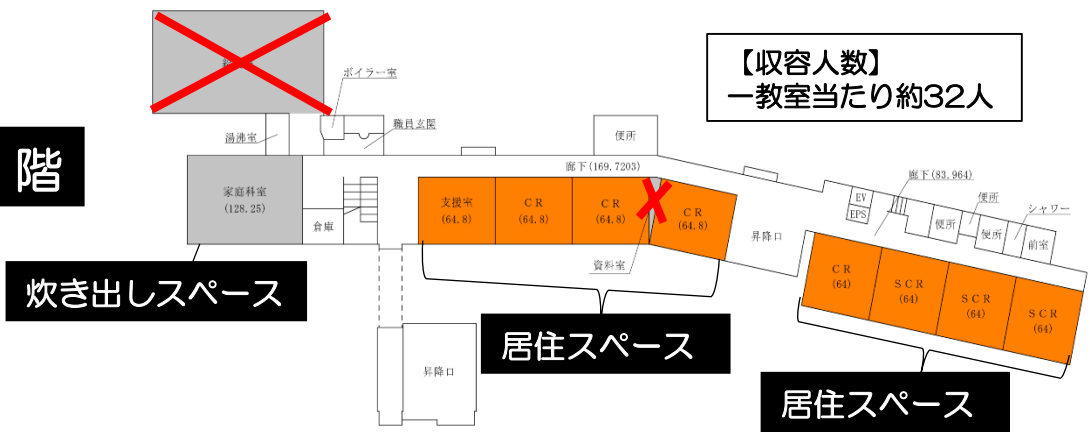 【収容人数】
一教室当たり約32人
ボイラー室
湯沸室
職員玄関
便所
階
廊下(169.7203)
廊下(83.964)
家庭科室
(128.25)
倉庫
支援室
(64.8)
CR
(64.8)
CR
(64.8)
CR
(64.8)
資料室
昇降口
EV
EPS
便所
便所
便所
シャワー
前室
CR
(64)
SCR
(64)
SCR
(64)
SCR
(64)
炊き出しスペース
居住スペース
昇降口
居住スペース